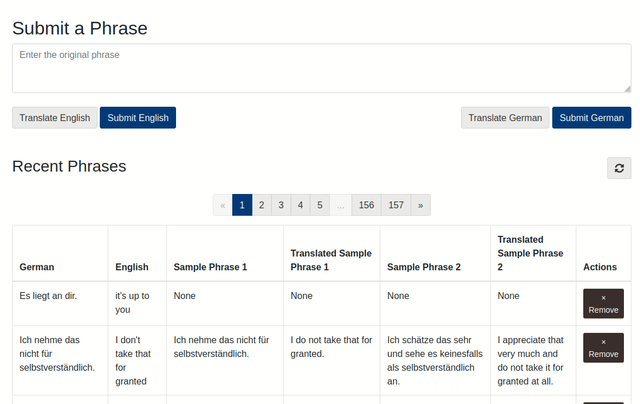 Submit a Phrase
Enter the original phrase
Translate English Submit English Translate German Submit German
Recent Phrases
« 1 2 3 4 5 ... 156 157 »
German English Sample Phrase 1 Translated Sample Phrase 1 Sample Phrase 2 Translated Sample Phrase 2 Actions
Es liegt an dir. it's up to you None None None None × Remove
Ich nehme das nicht für selbstverständlich. I don't take that for granted Ich nehme das nicht für selbstverständlich. I do not take that for granted. Ich schätze das sehr und sehe es keinesfalls als selbstverständlich an. I appreciate that very much and do not take it for granted at all. × Remove